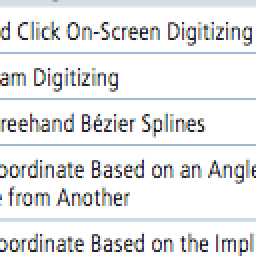 d Click On-Screen Digitizing
am Digitizing
reehand Bézier Splines
oordinate Based on an Angle
e from Another
oordinate Based on the Impl